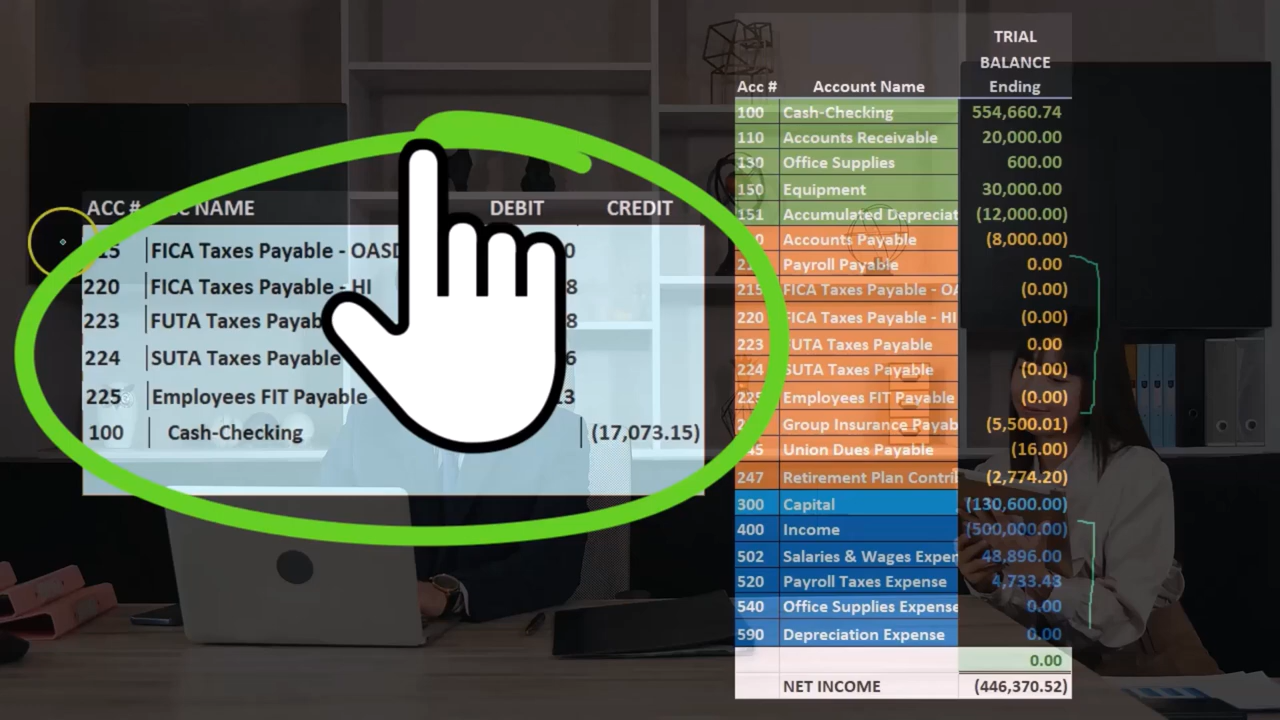 ACC # NAME DEBIT CREDIT
FICA Taxes Payable - OASD
220 FICA Taxes Payable - HI
223 FUTA Taxes Payab
224 SUTA Taxes Payable
225 Employees FIT Payable
100 Cash-Checking (17,073.15)
TRIAL
BALANCE
Acc # Account Name Ending
100 Cash-Checking 554,660.74
110 Accounts Receivable 20,000.00
130 Office Supplies 600.00
150 Equipment 30,000.00
151 Accumulated Depreciat (12,000.00)
Accounts Payable (8,000.00)
Payroll Payable 0.00
215 FICA Taxes Payable - OA (0.00)
220 FICA Taxes Payable - HI (0.00)
223 FUTA Taxes Payable 0.00
224 SUTA Taxes Payable (0.00)
225 Employees FIT Payable (0.00)
Group Insurance Payab (5,500.01)
Union Dues Payable (16.00)
247 Retirement Plan Contri (2,774.20)
300 Capital (130,600.00)
400 Income (500,000.00)
502 Salaries & Wages Expen 48,896.00
520 Payroll Taxes Expense 4,733.48
540 Office Supplies Expense 0.00
590 Depreciation Expense 0.00
0.00
NET INCOME (446,370.52)